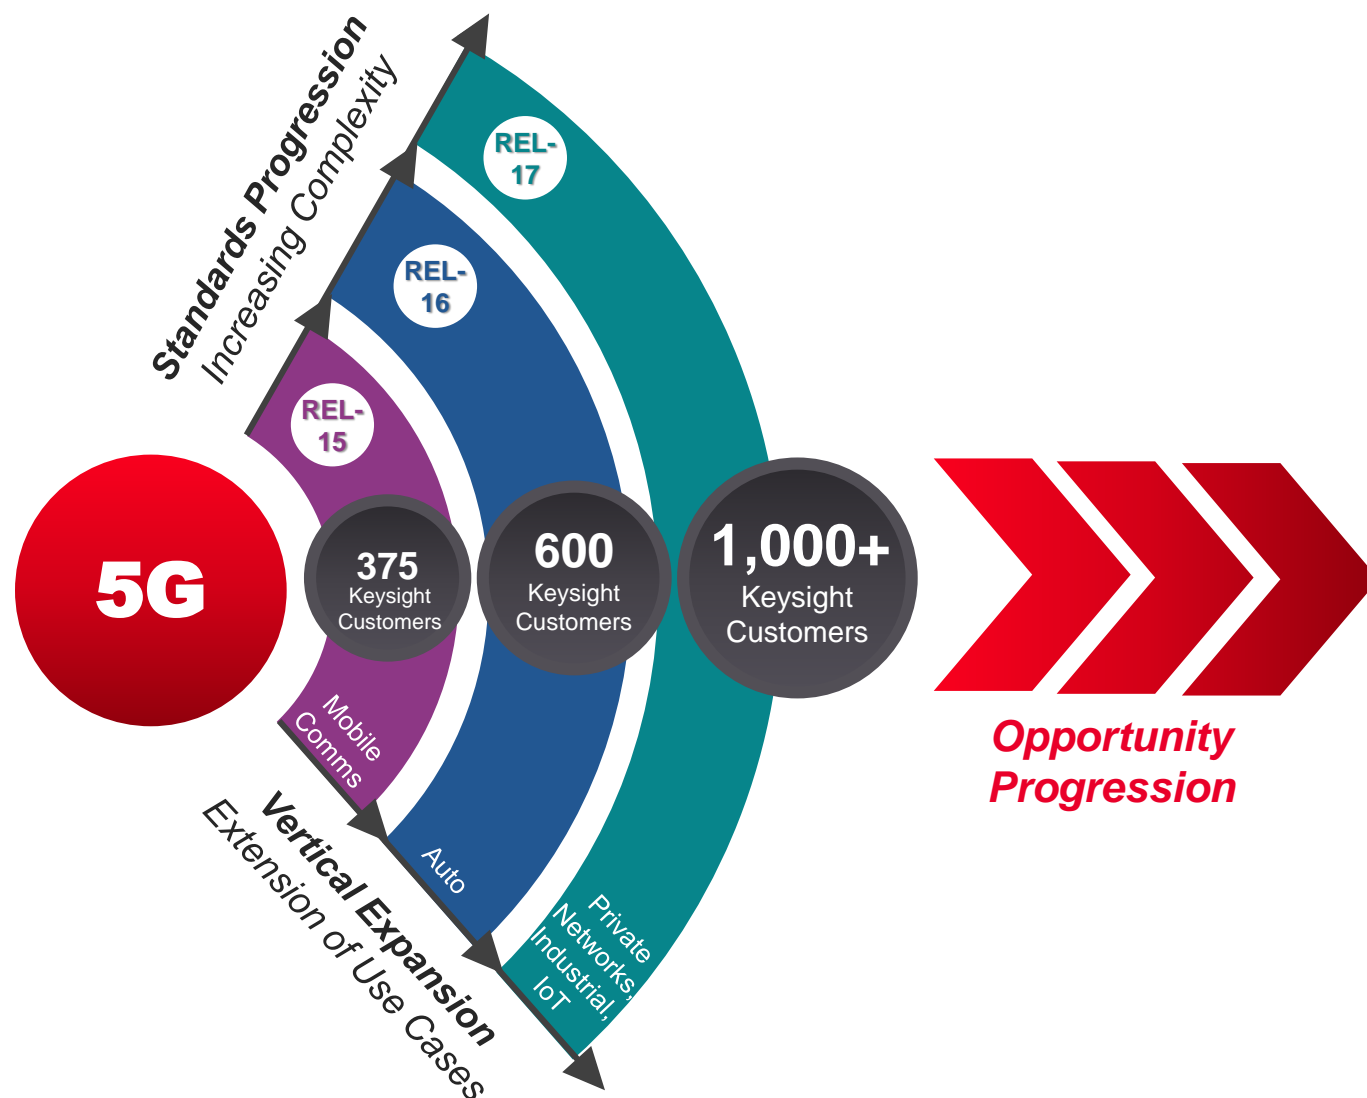 Standards Progression
Increasing Complexity
REL-
17
REL-
16
REL-
15
5G
375
Keysight
Customers
600
Keysight
Customers
1,000+
Keysight
Customers
Opportunity
Progression
Mobile
Comms
Auto
Private
Networks,
Industrial,
IoT
Vertical Expansion
Extension of Use Cases